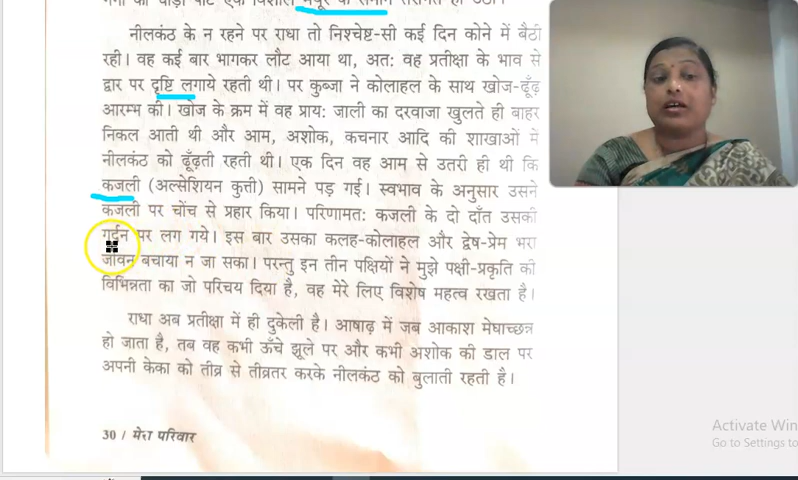 नीलकंठ के न रहने पर राधा तो निश्चेष्ट-सी कई दिन कोने में बैठी
रही। वह कई बार भागकर लौट आया था, अत: वह प्रतीक्षा के भाव से
द्वार पर दृष्टि लगाये रहती थी। पर कुब्जा ने कोलाहल के साथ खोज-ढूँढ़
आरम्भ की। खोज के क्रम में वह प्राय: जाली का दरवाजा खुलते ही बाहर
निकल आती थी और आम, अशोक, कचनार आदि की शाखाओं में
नीलकंठ को ढूँढ़ती रहती थी। एक दिन वह आम से उतरी ही थी कि
कजली (अल्सेशियन कुत्ती) सामने पड़ गई। स्वभाव के अनुसार उसने
कजली पर चोंच से प्रहार किया। परिणामत: कजली के दो दाँत उसकी
गर्दन पर लग गये। इस बार उसका कलह-कोलाहल और द्वेष-प्रेम भरा
जीवन बचाया न जा सका। परन्तु इन तीन पक्षियों ने मुझे पक्षी-प्रकृति की
विभिन्नता का जो परिचय दिया है, वह मेरे लिए विशेष महत्व रखता है।
राधा अब प्रतीक्षा में ही दुकेली है। आषाढ़ में जब आकाश मेघाच्छन्न
हो जाता है, तब वह कभी ऊँचे झूले पर और कभी अशोक की डाल पर
अपनी केका को तीव्र से तीव्रतर करके नीलकंठ को बुलाती रहती है।
30 / मेरा परिवार
Activate Win
Go to Settings to